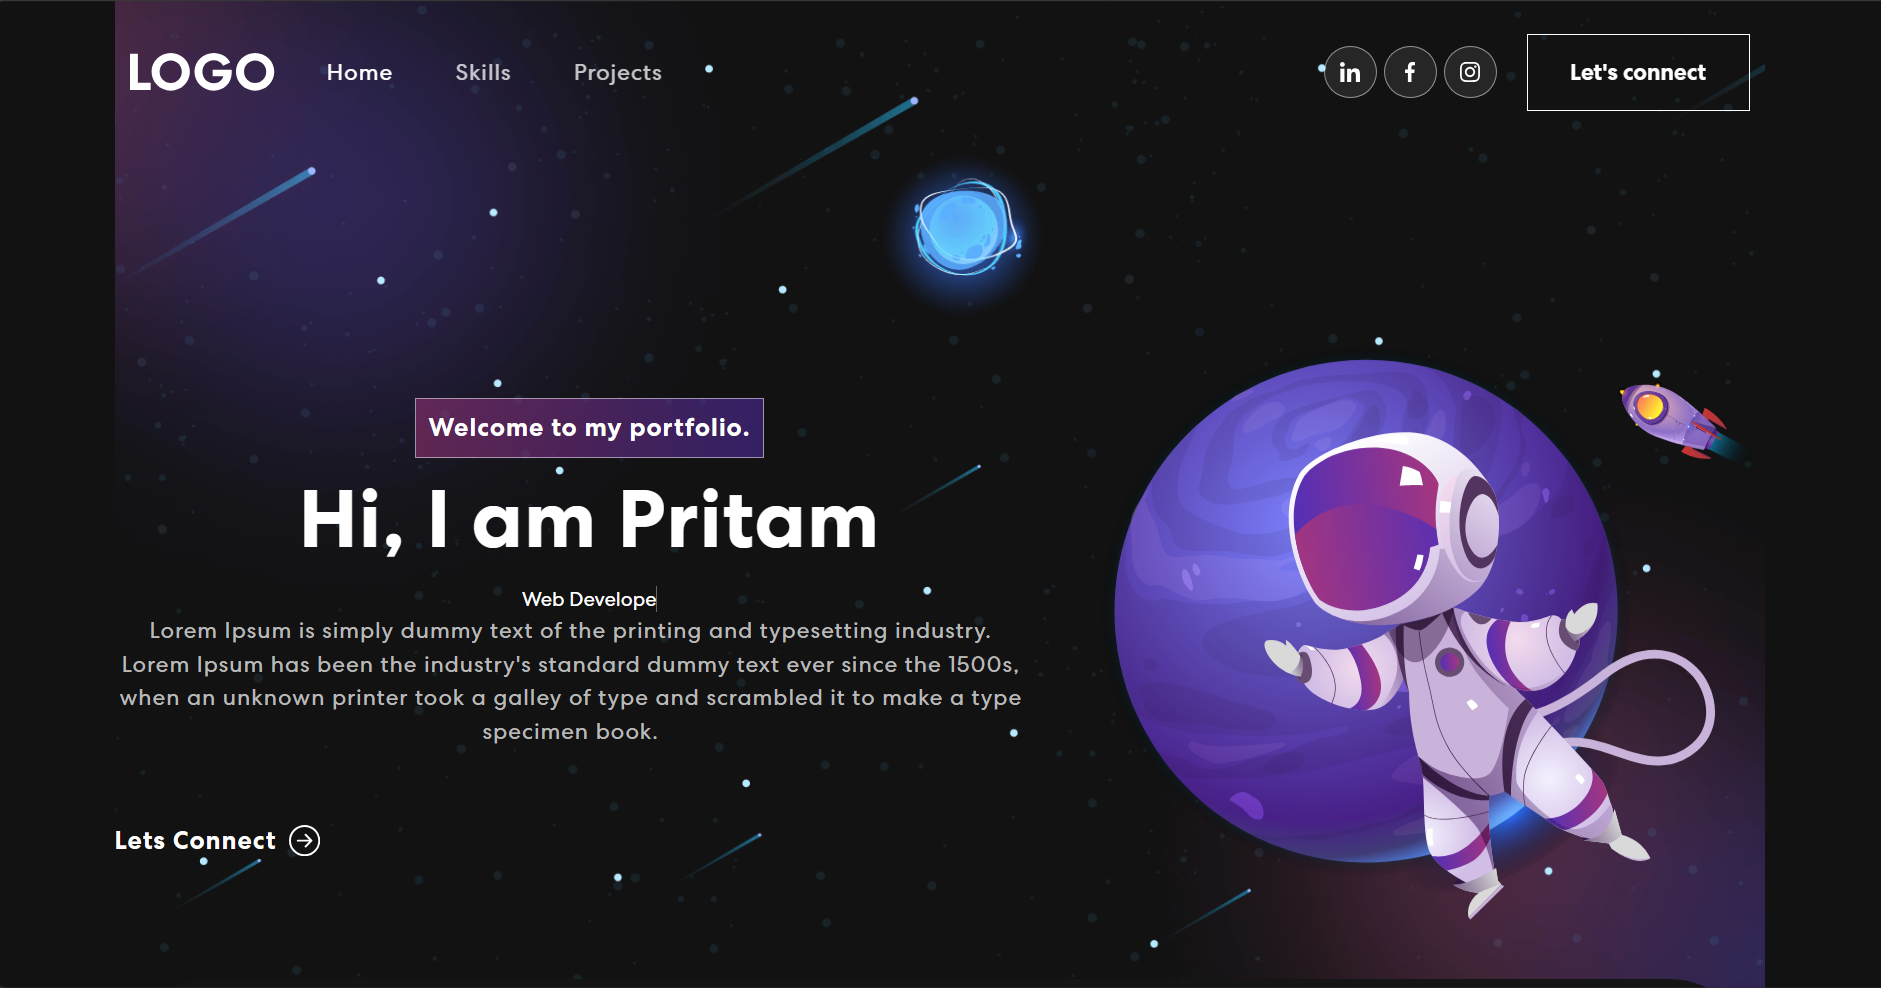 LOGO
Home
Skills
Projects
in
f
Let's connect
Welcome to my portfolio.
Hi, I am Pritam
Web Develope
Lorem Ipsum is simply dummy text of the printing and typesetting industry.
Lorem Ipsum has been the industry's standard dummy text ever since the 1500s,
when an unknown printer took a galley of type and scrambled it to make a type
specimen book.
Lets Connect